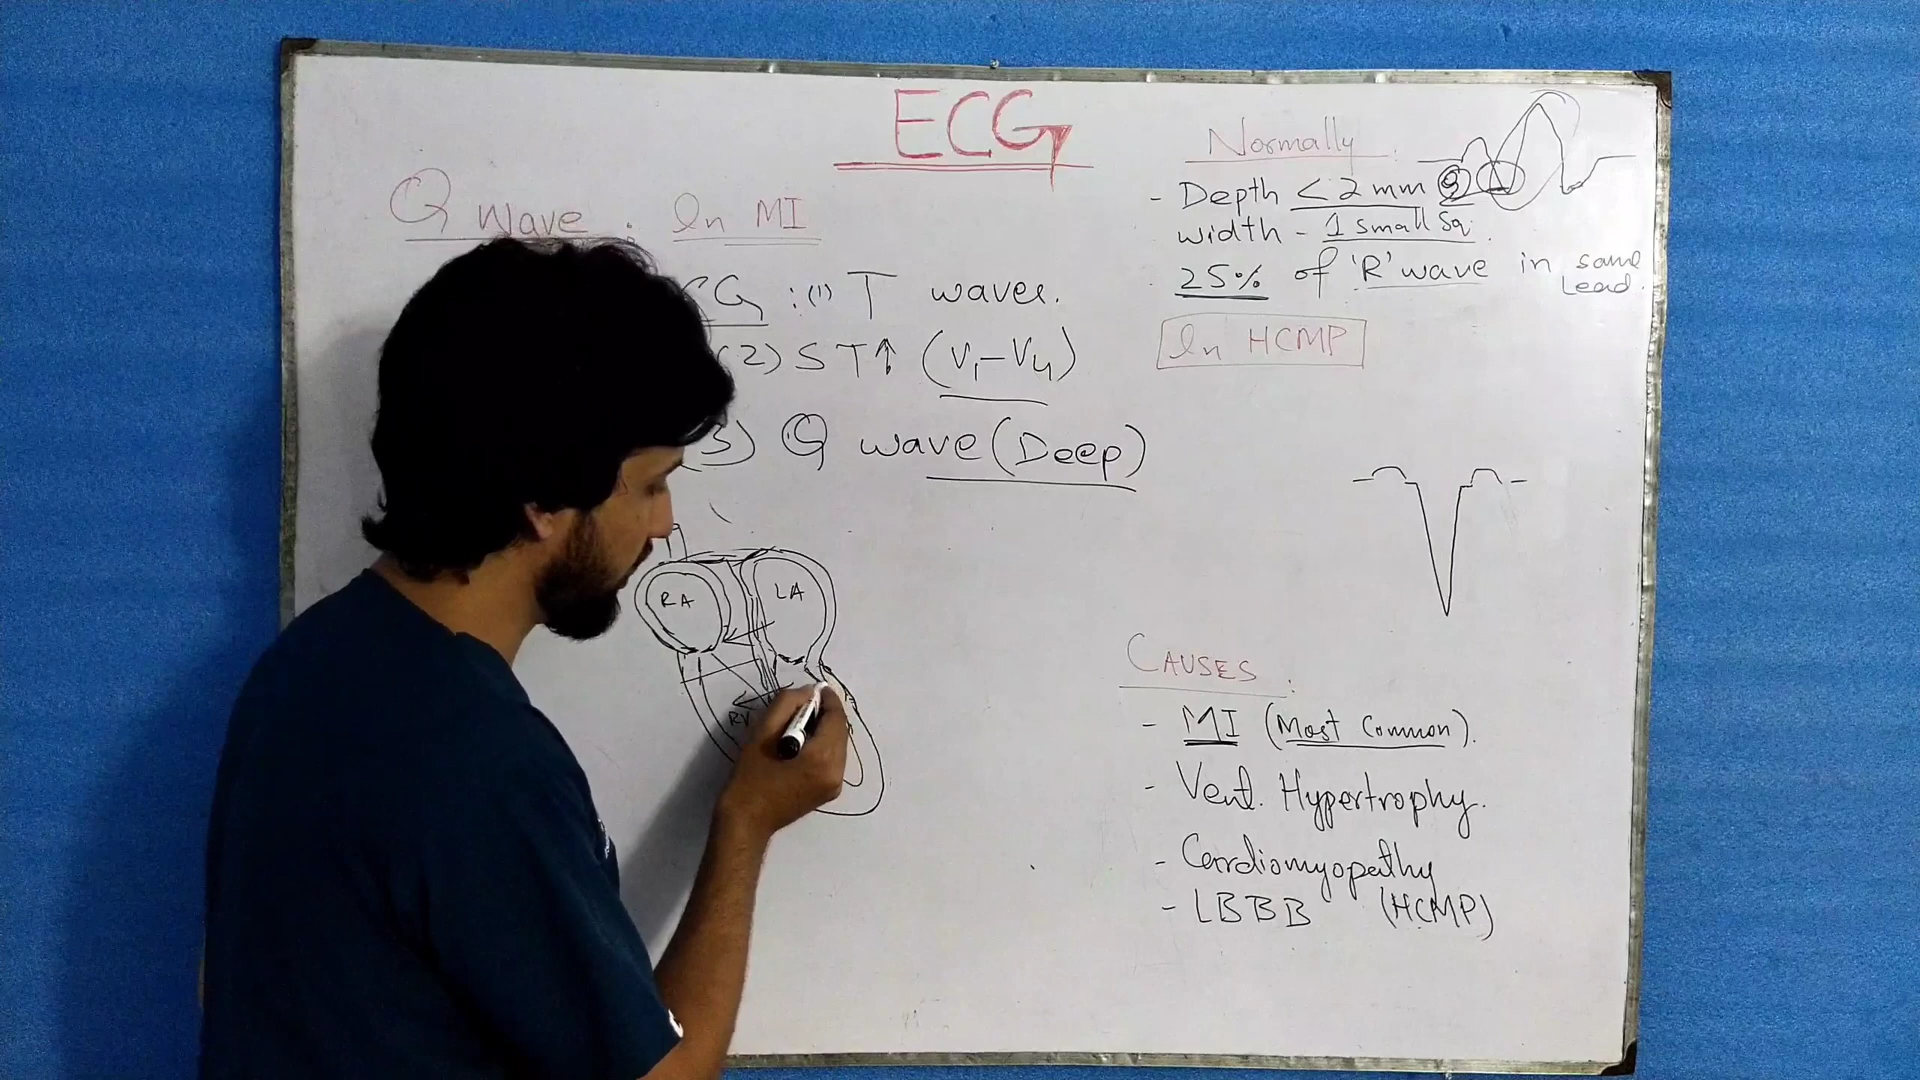 ECG
Q wave : In MI
CG : (1) T waves.
(2) ST↑ (V1-V4)
(3) Q wave (Deep)
RA
LA
RV
Normally :
- Depth < 2 mm Q
width - 1 small Sq.
25% of 'R' wave in same Lead.
In HCMP
CAUSES :
- MI (Most Common).
- Vent. Hypertrophy.
- Cardiomyopathy
- LBBB (HCMP)